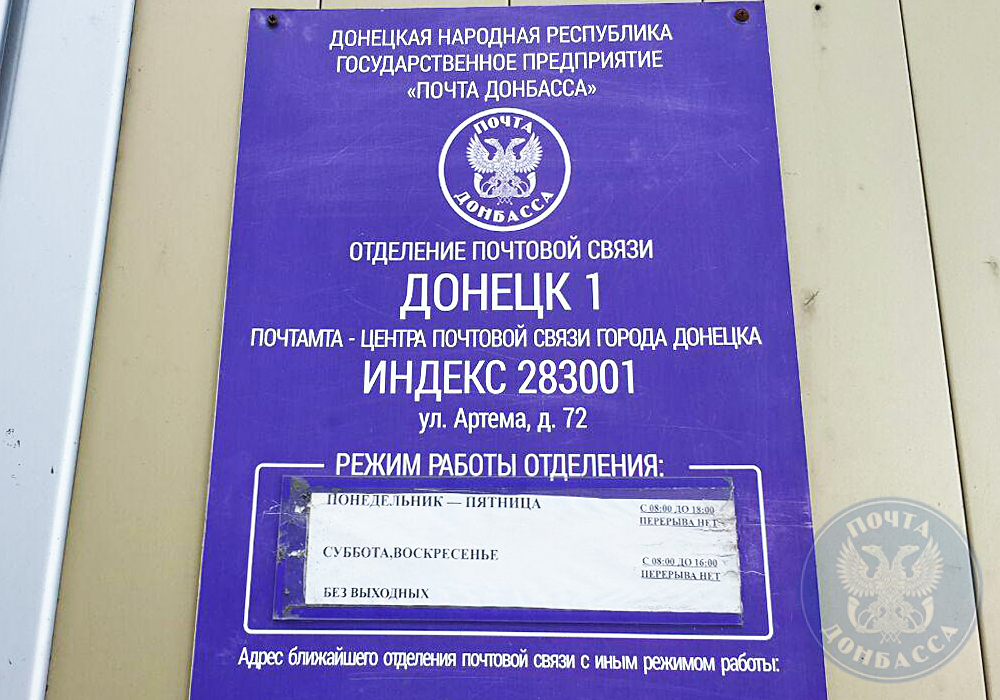 ДОНЕЦКАЯ НАРОДНАЯ РЕСПУБЛИКА
ГОСУДАРСТВЕННОЕ ПРЕДПРИЯТИЕ
«ПОЧТА ДОНБАССА»
ПОЧТА
ДОНБАССА
ОТДЕЛЕНИЕ ПОЧТОВОЙ СВЯЗИ
ДОНЕЦК 1
ПОЧТАМТА - ЦЕНТРА ПОЧТОВОЙ СВЯЗИ ГОРОДА ДОНЕЦКА
ИНДЕКС 283001
ул. Артема, д. 72
РЕЖИМ РАБОТЫ ОТДЕЛЕНИЯ:
ПОНЕДЕЛЬНИК — ПЯТНИЦА
С 08:00 ДО 18:00
ПЕРЕРЫВА НЕТ
СУББОТА,ВОСКРЕСЕНЬЕ
С 08:00 ДО 16:00
ПЕРЕРЫВА НЕТ
БЕЗ ВЫХОДНЫХ
Адрес ближайшего отделения почтовой связи с иным режимом работы:
ПОЧТА
ДОНБАССА